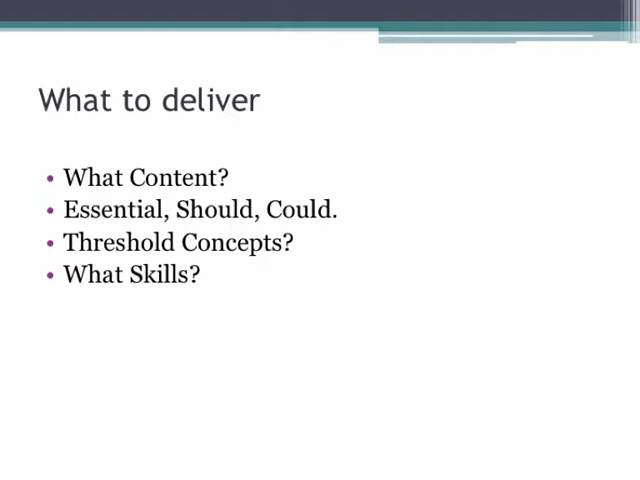 What to deliver
• What Content?
• Essential, Should, Could.
• Threshold Concepts?
• What Skills?